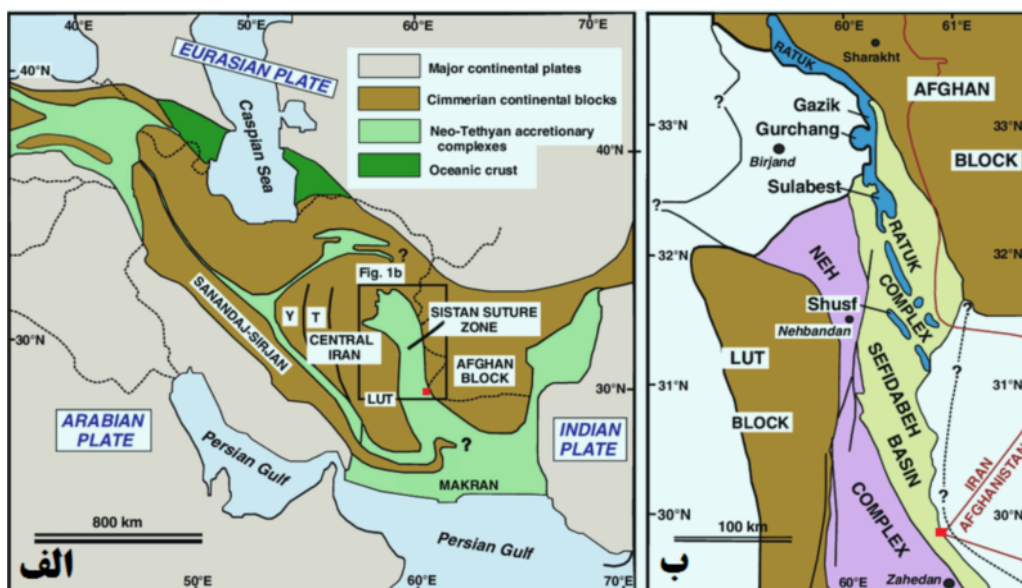 40°E
50°E
60°E
EURASIAN PLATE
40°N
Caspian Sea
Major continental plates
Cimmerian continental blocks
Neo-Tethyan accretionary
complexes
Oceanic crust
40°N
?
Fig. 1b
SANANDAJ-SIRJAN
Y T
CENTRAL
IRAN
SISTAN SUTURE
ZONE
30°N
AFGHAN
BLOCK
LUT
30°N
ARABIAN
PLATE
INDIAN
PLATE
Persian Gulf
?
MAKRAN
800 km
Persian Gulf
الف
50°E
60°E
70°E
60°E
61°E
RATUK
Sharakht
AFGHAN
?
Gazik
33°N
Gurchang
33°N
Birjand
BLOCK
Sulabest
?
32°N
NEH
RATUK
COMPLEX
32°N
Shusf
?
Nehbandan
LUT
?
SEFIDABEH
BASIN
31°N
31°N
BLOCK
COMPLEX
?
IRAN
AFGHANISTAN
30°N
30°N
100 km
ب
60°E
Zahedan